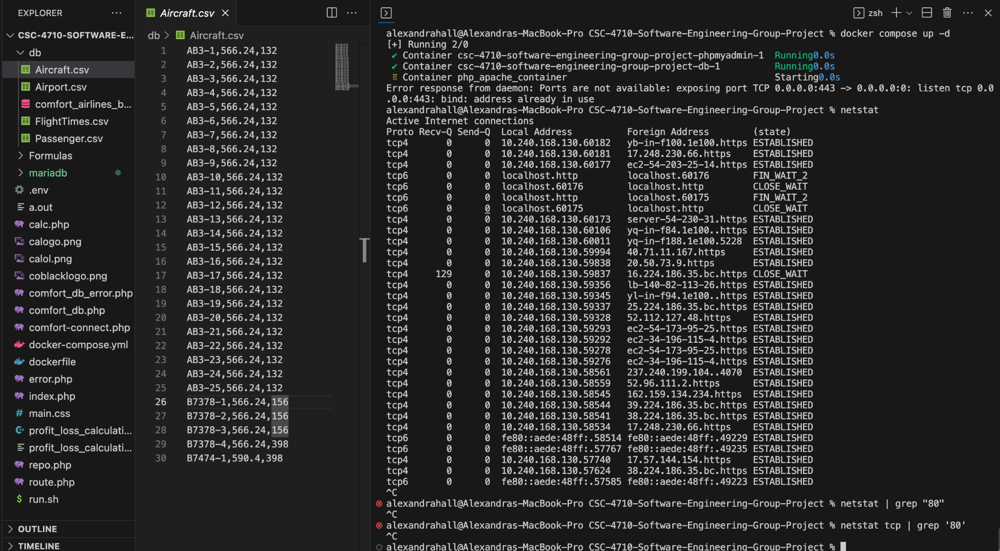 EXPLORER ···
CSC-4710-SOFTWARE-E...
db
Aircraft.csv
Airport.csv
comfort_airlines_b...
FlightTimes.csv
Passenger.csv
Formulas
mariadb
.env
a.out
calc.php
calogo.png
calol.png
coblacklogo.png
comfort_db_error.php
comfort_db.php
comfort-connect.php
docker-compose.yml
dockerfile
error.php
index.php
main.css
profit_loss_calculati...
profit_loss_calculati...
repo.php
route.php
run.sh
OUTLINE
TIMELINE
Aircraft.csv
db > Aircraft.csv
1 AB3-1,566.24,132
2 AB3-2,566.24,132
3 AB3-3,566.24,132
4 AB3-4,566.24,132
5 AB3-5,566.24,132
6 AB3-6,566.24,132
7 AB3-7,566.24,132
8 AB3-8,566.24,132
9 AB3-9,566.24,132
10 AB3-10,566.24,132
11 AB3-11,566.24,132
12 AB3-12,566.24,132
13 AB3-13,566.24,132
14 AB3-14,566.24,132
15 AB3-15,566.24,132
16 AB3-16,566.24,132
17 AB3-17,566.24,132
18 AB3-18,566.24,132
19 AB3-19,566.24,132
20 AB3-20,566.24,132
21 AB3-21,566.24,132
22 AB3-22,566.24,132
23 AB3-23,566.24,132
24 AB3-24,566.24,132
25 AB3-25,566.24,132
26 B7378-1,566.24,156
27 B7378-2,566.24,156
28 B7378-3,566.24,156
29 B7378-4,566.24,398
30 B7474-1,590.4,398
zsh
alexandrahall@Alexandras-MacBook-Pro CSC-4710-Software-Engineering-Group-Project % docker compose up -d
[+] Running 2/0
✔ Container csc-4710-software-engineering-group-project-phpmyadmin-1 Running0.0s
✔ Container csc-4710-software-engineering-group-project-db-1 Running0.0s
⠿ Container php_apache_container Starting0.0s
Error response from daemon: Ports are not available: exposing port TCP 0.0.0.0:443 -> 0.0.0.0:0: listen tcp 0.0
.0.0:443: bind: address already in use
alexandrahall@Alexandras-MacBook-Pro CSC-4710-Software-Engineering-Group-Project % netstat
Active Internet connections
Proto Recv-Q Send-Q Local Address Foreign Address (state)
tcp4 0 0 10.240.168.130.60182 yb-in-f100.1e100.https ESTABLISHED
tcp4 0 0 10.240.168.130.60181 17.248.230.66.https ESTABLISHED
tcp4 0 0 10.240.168.130.60177 ec2-54-203-25-14.https ESTABLISHED
tcp6 0 0 localhost.http localhost.60176 FIN_WAIT_2
tcp6 0 0 localhost.60176 localhost.http CLOSE_WAIT
tcp6 0 0 localhost.http localhost.60175 FIN_WAIT_2
tcp6 0 0 localhost.60175 localhost.http CLOSE_WAIT
tcp4 0 0 10.240.168.130.60173 server-54-230-31.https ESTABLISHED
tcp4 0 0 10.240.168.130.60106 yq-in-f84.1e100..https ESTABLISHED
tcp4 0 0 10.240.168.130.60011 yq-in-f188.1e100.5228 ESTABLISHED
tcp4 0 0 10.240.168.130.59994 40.71.11.167.https ESTABLISHED
tcp4 0 0 10.240.168.130.59838 20.50.73.9.https ESTABLISHED
tcp4 129 0 10.240.168.130.59837 16.224.186.35.bc.https CLOSE_WAIT
tcp4 0 0 10.240.168.130.59356 lb-140-82-113-26.https ESTABLISHED
tcp4 0 0 10.240.168.130.59345 yl-in-f94.1e100..https ESTABLISHED
tcp4 0 0 10.240.168.130.59337 25.224.186.35.bc.https ESTABLISHED
tcp4 0 0 10.240.168.130.59328 52.112.127.48.https ESTABLISHED
tcp4 0 0 10.240.168.130.59293 ec2-54-173-95-25.https ESTABLISHED
tcp4 0 0 10.240.168.130.59292 ec2-34-196-115-4.https ESTABLISHED
tcp4 0 0 10.240.168.130.59278 ec2-54-173-95-25.https ESTABLISHED
tcp4 0 0 10.240.168.130.59276 ec2-34-196-115-4.https ESTABLISHED
tcp4 0 0 10.240.168.130.58561 237.240.199.104..4070 ESTABLISHED
tcp4 0 0 10.240.168.130.58559 52.96.111.2.https ESTABLISHED
tcp4 0 0 10.240.168.130.58545 162.159.134.234.https ESTABLISHED
tcp4 0 0 10.240.168.130.58544 39.224.186.35.bc.https ESTABLISHED
tcp4 0 0 10.240.168.130.58541 38.224.186.35.bc.https ESTABLISHED
tcp4 0 0 10.240.168.130.58534 17.248.230.66.https ESTABLISHED
tcp6 0 0 fe80::aede:48ff:.58514 fe80::aede:48ff:.49229 ESTABLISHED
tcp6 0 0 fe80::aede:48ff:.57767 fe80::aede:48ff:.49235 ESTABLISHED
tcp4 0 0 10.240.168.130.57740 17.57.144.154.https ESTABLISHED
tcp4 0 0 10.240.168.130.57624 38.224.186.35.bc.https ESTABLISHED
tcp6 0 0 fe80::aede:48ff:.57585 fe80::aede:48ff:.49223 ESTABLISHED
^C
alexandrahall@Alexandras-MacBook-Pro CSC-4710-Software-Engineering-Group-Project % netstat | grep "80"
^C
alexandrahall@Alexandras-MacBook-Pro CSC-4710-Software-Engineering-Group-Project % netstat tcp | grep '80'
^C
alexandrahall@Alexandras-MacBook-Pro CSC-4710-Software-Engineering-Group-Project %